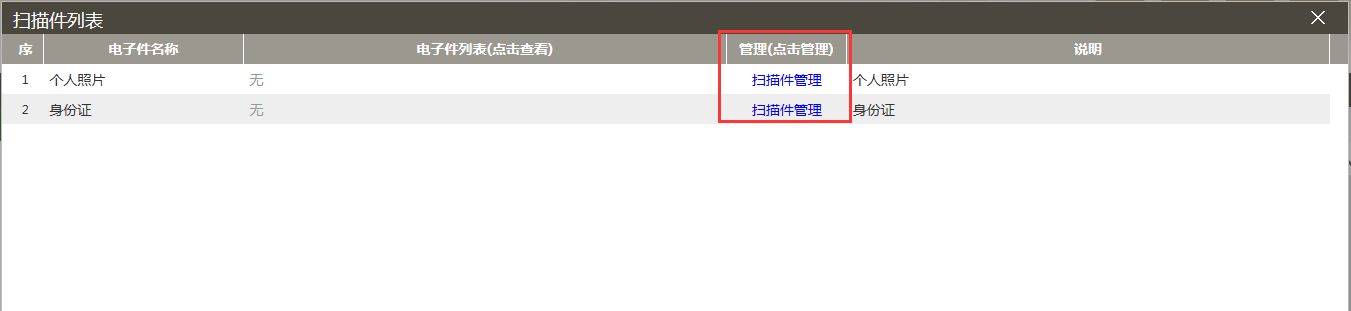 扫描件列表
序 电子件名称 电子件列表(点击查看) 管理(点击管理) 说明
1 个人照片 无 扫描件管理 个人照片
2 身份证 无 扫描件管理 身份证